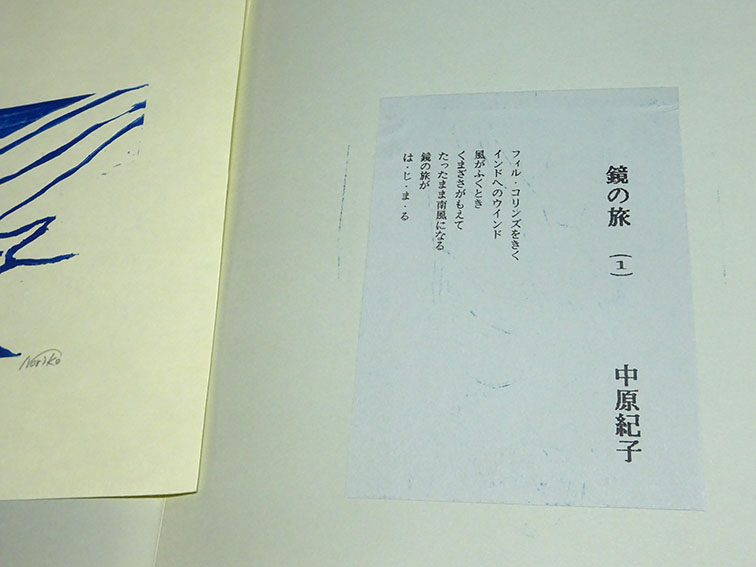 鏡の旅 (1)
中原紀子
フィル・コリンズをきく
インドへのウインド
風がふくとき
くまざさがもえて
たったまま南風になる
鏡の旅が
は・じ・ま・る
Noriko